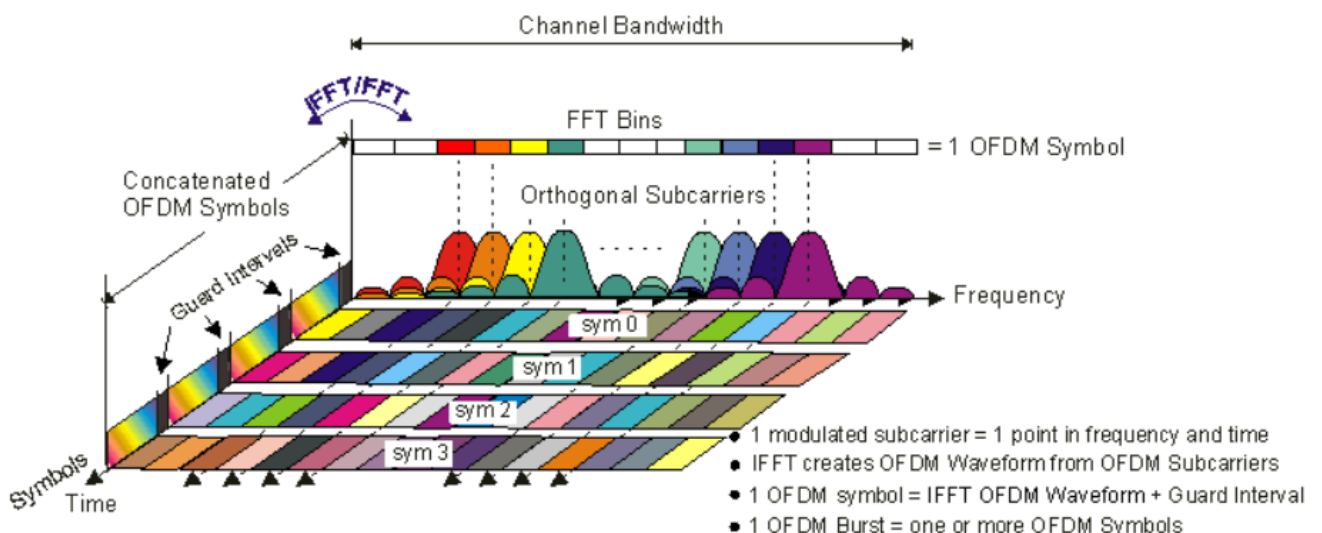 Channel Bandwidth
IFFT/FFT
FFT Bins
= 1 OFDM Symbol
Concatenated
OFDM Symbols
Orthogonal Subcarriers
Guard Intervals
Frequency
sym 0
sym 1
sym 2
sym 3
Symbols
Time
• 1 modulated subcarrier = 1 point in frequency and time
• IFFT creates OFDM Waveform from OFDM Subcarriers
• 1 OFDM symbol = IFFT OFDM Waveform + Guard Interval
• 1 OFDM Burst = one or more OFDM Symbols